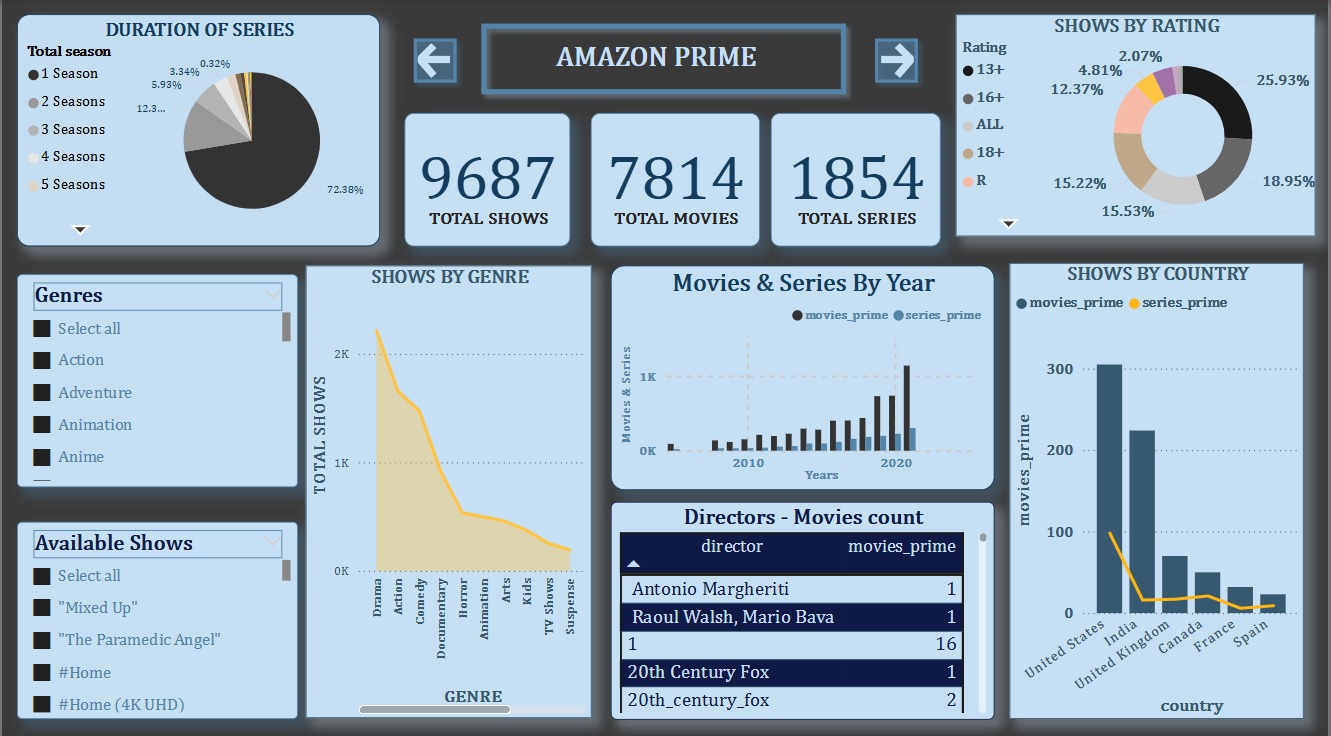 DURATION OF SERIES
Total season
1 Season
2 Seasons
3 Seasons
4 Seasons
5 Seasons
0.32%
3.34%
5.93%
12.3...
72.38%
AMAZON PRIME
9687
TOTAL SHOWS
7814
TOTAL MOVIES
1854
TOTAL SERIES
SHOWS BY RATING
Rating
13+
16+
ALL
18+
R
2.07%
4.81%
12.37%
15.22%
15.53%
18.95%
25.93%
Genres
Select all
Action
Adventure
Animation
Anime
Available Shows
Select all
"Mixed Up"
"The Paramedic Angel"
#Home
#Home (4K UHD)
SHOWS BY GENRE
TOTAL SHOWS
2K
1K
0K
Drama
Action
Comedy
Documentary
Horror
Animation
Arts
Kids
TV Shows
Suspense
GENRE
Movies & Series By Year
movies_prime series_prime
Movies & Series
1K
0K
2010 2020
Years
Directors - Movies count
director movies_prime
Antonio Margheriti 1
Raoul Walsh, Mario Bava 1
1 16
20th Century Fox 1
20th_century_fox 2
SHOWS BY COUNTRY
movies_prime series_prime
movies_prime
300
200
100
0
United States
India
United Kingdom
Canada
France
Spain
country